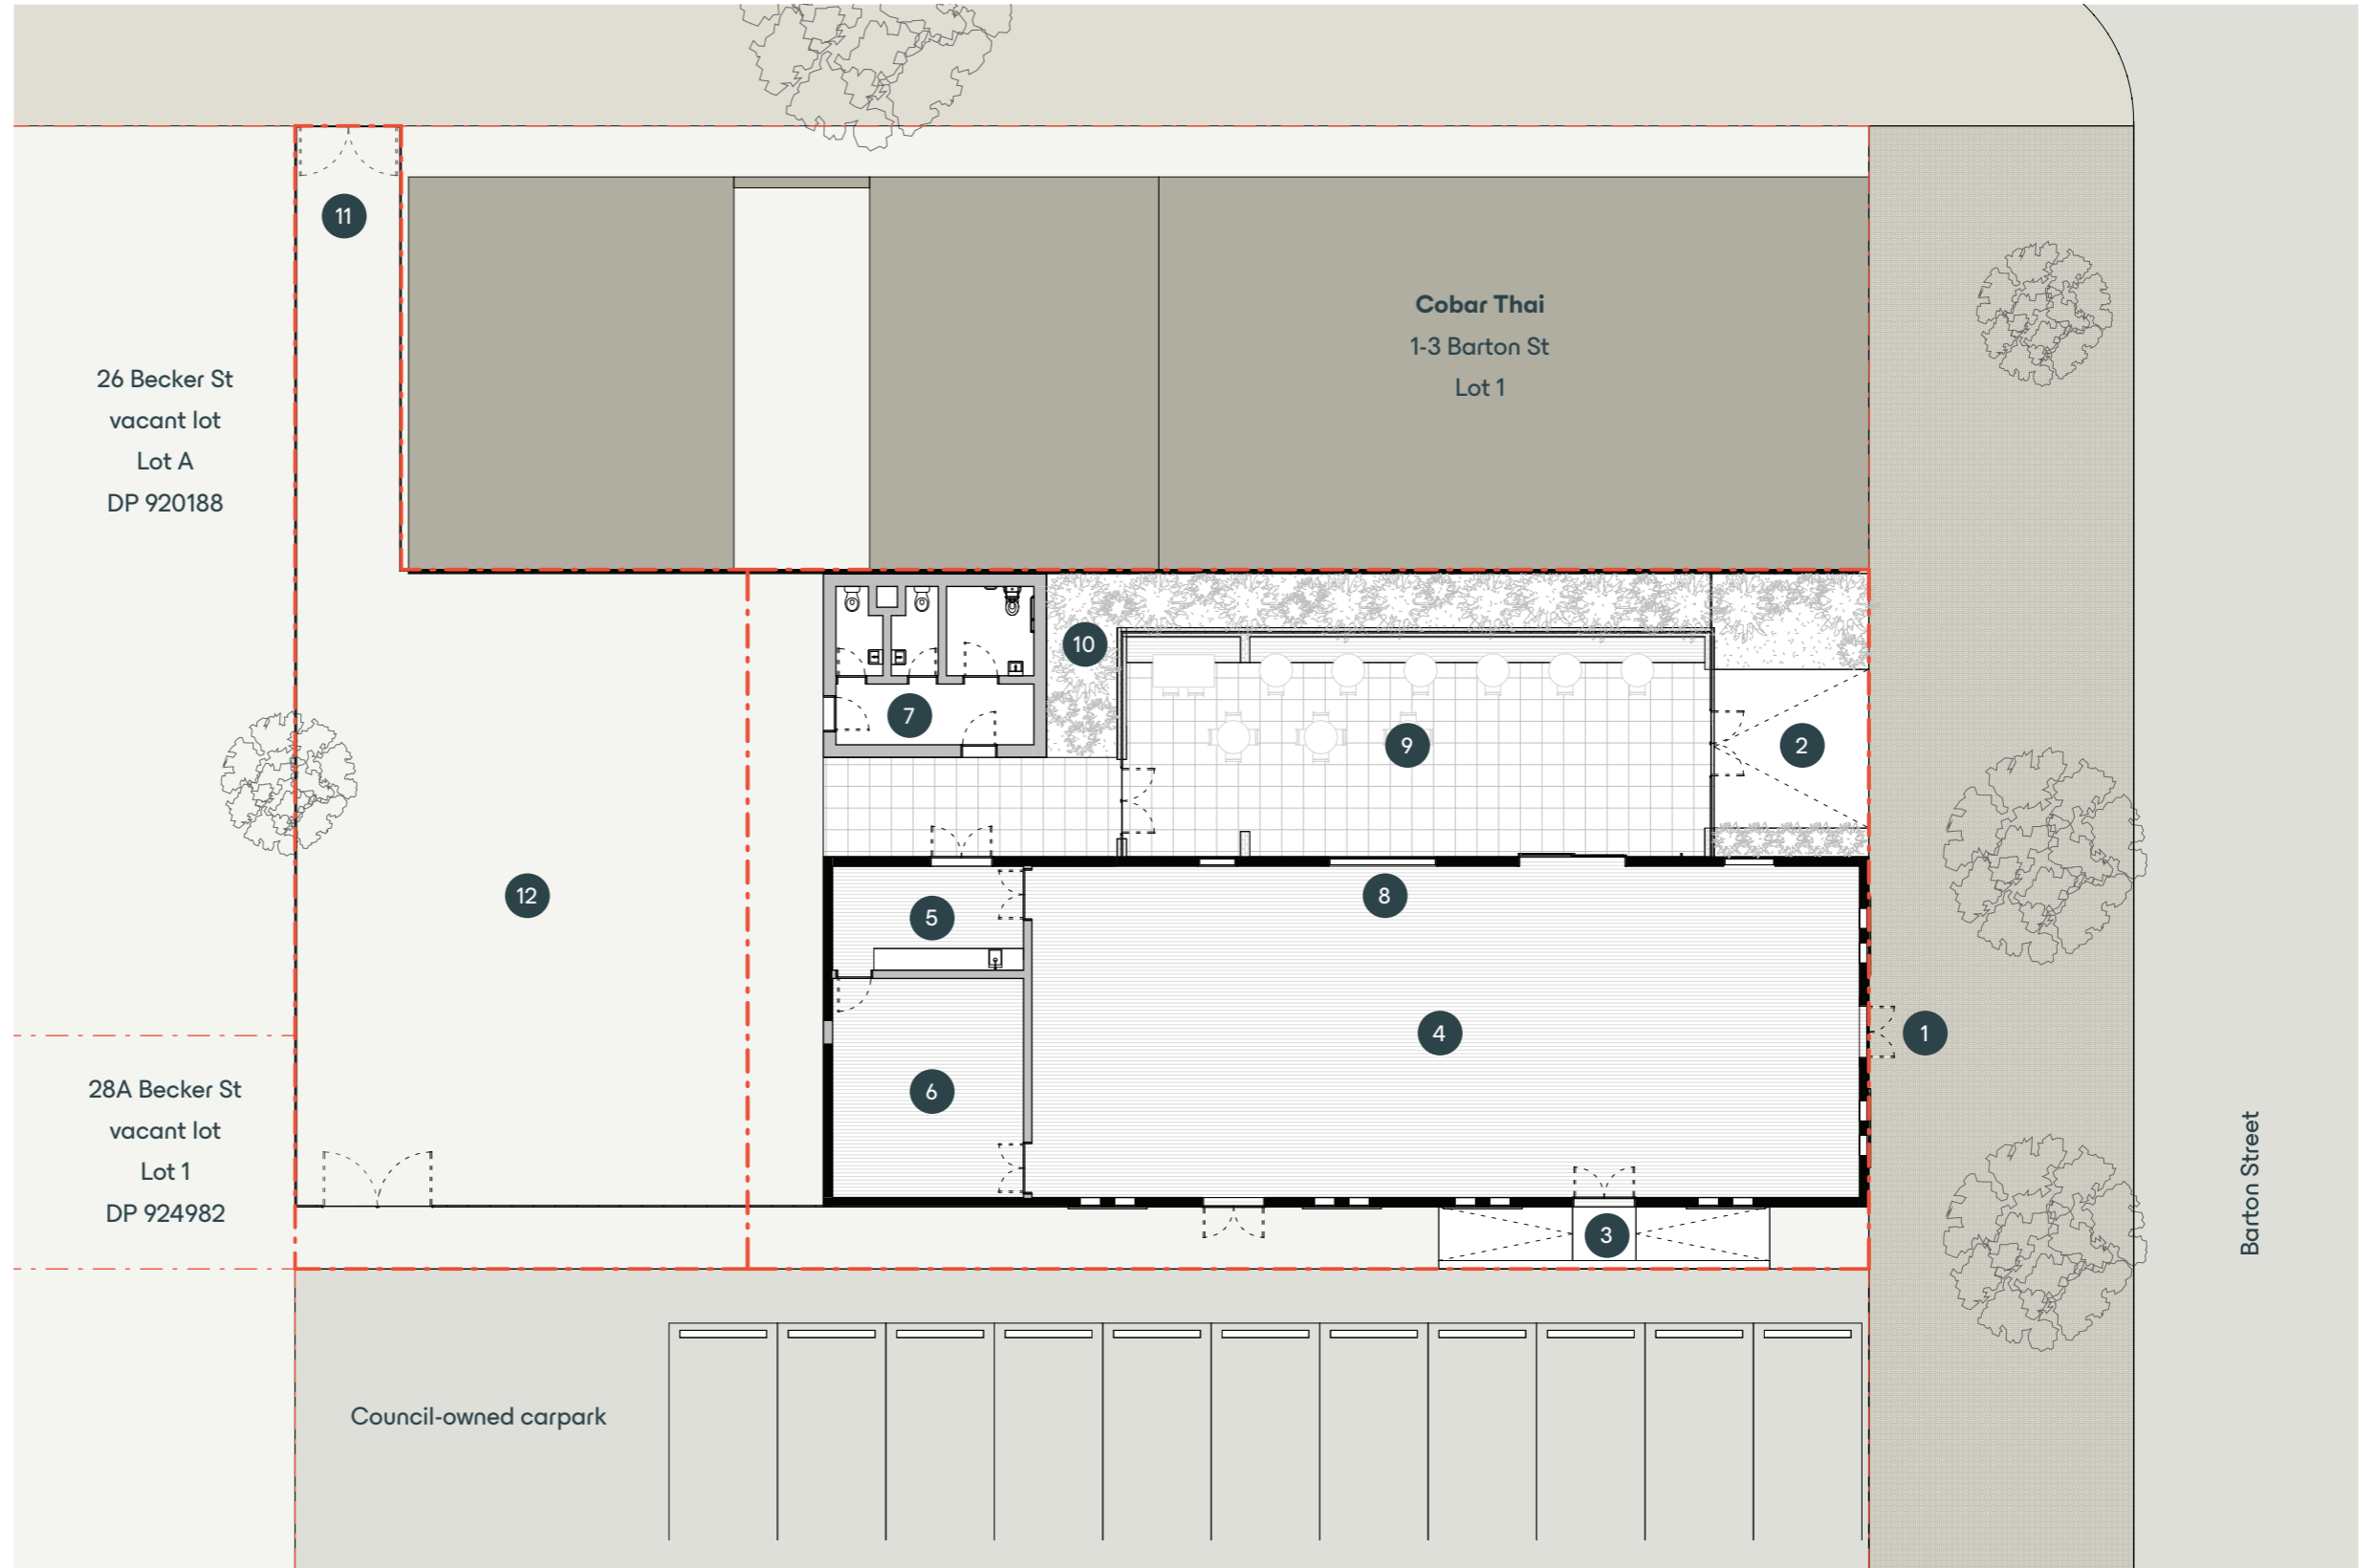 11
Cobar Thai
1-3 Barton St
Lot 1
26 Becker St
vacant lot
Lot A
DP 920188
10
7
9
2
12
5
8
4
1
6
28A Becker St
vacant lot
Lot 1
DP 924982
3
Barton Street
Council-owned carpark